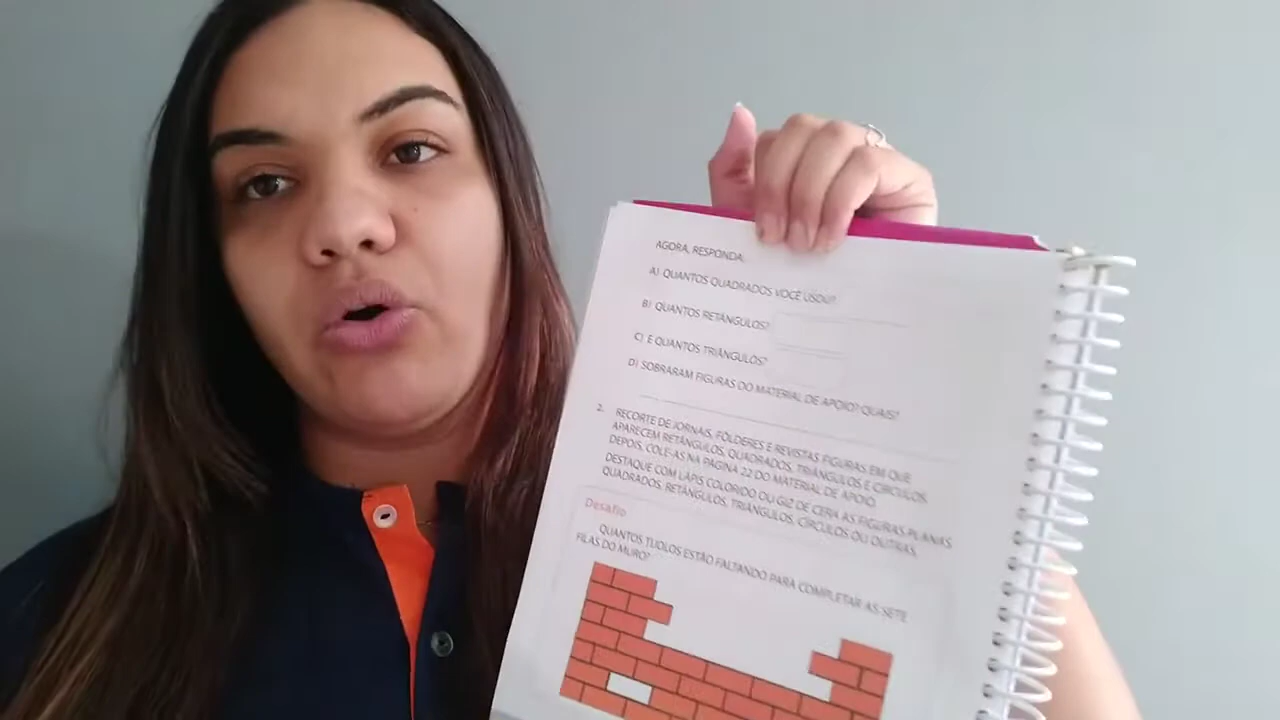 AGORA, RESPONDA:
A) QUANTOS QUADRADOS VOCÊ USOU?
B) QUANTOS RETÂNGULOS?
C) E QUANTOS TRIÂNGULOS?
D) SOBRARAM FIGURAS DO MATERIAL DE APOIO? QUAIS?
2. RECORTE DE JORNAIS, FÔLDERES E REVISTAS FIGURAS EM QUE
APARECEM RETÂNGULOS, QUADRADOS, TRIÂNGULOS E CÍRCULOS.
DEPOIS, COLE-AS NA PÁGINA 22 DO MATERIAL DE APOIO.
DESTAQUE COM LÁPIS COLORIDO OU GIZ DE CERA AS FIGURAS PLANAS
QUADRADOS, RETÂNGULOS, TRIÂNGULOS, CÍRCULOS OU OUTRAS.
Desafio
QUANTOS TIJOLOS ESTÃO FALTANDO PARA COMPLETAR AS SETE
FILAS DO MURO?